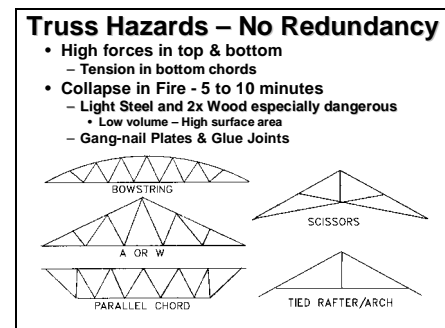 Truss Hazards – No Redundancy
• High forces in top & bottom
– Tension in bottom chords
• Collapse in Fire - 5 to 10 minutes
– Light Steel and 2x Wood especially dangerous
• Low volume – High surface area
– Gang-nail Plates & Glue Joints
BOWSTRING
SCISSORS
A OR W
PARALLEL CHORD
TIED RAFTER/ARCH